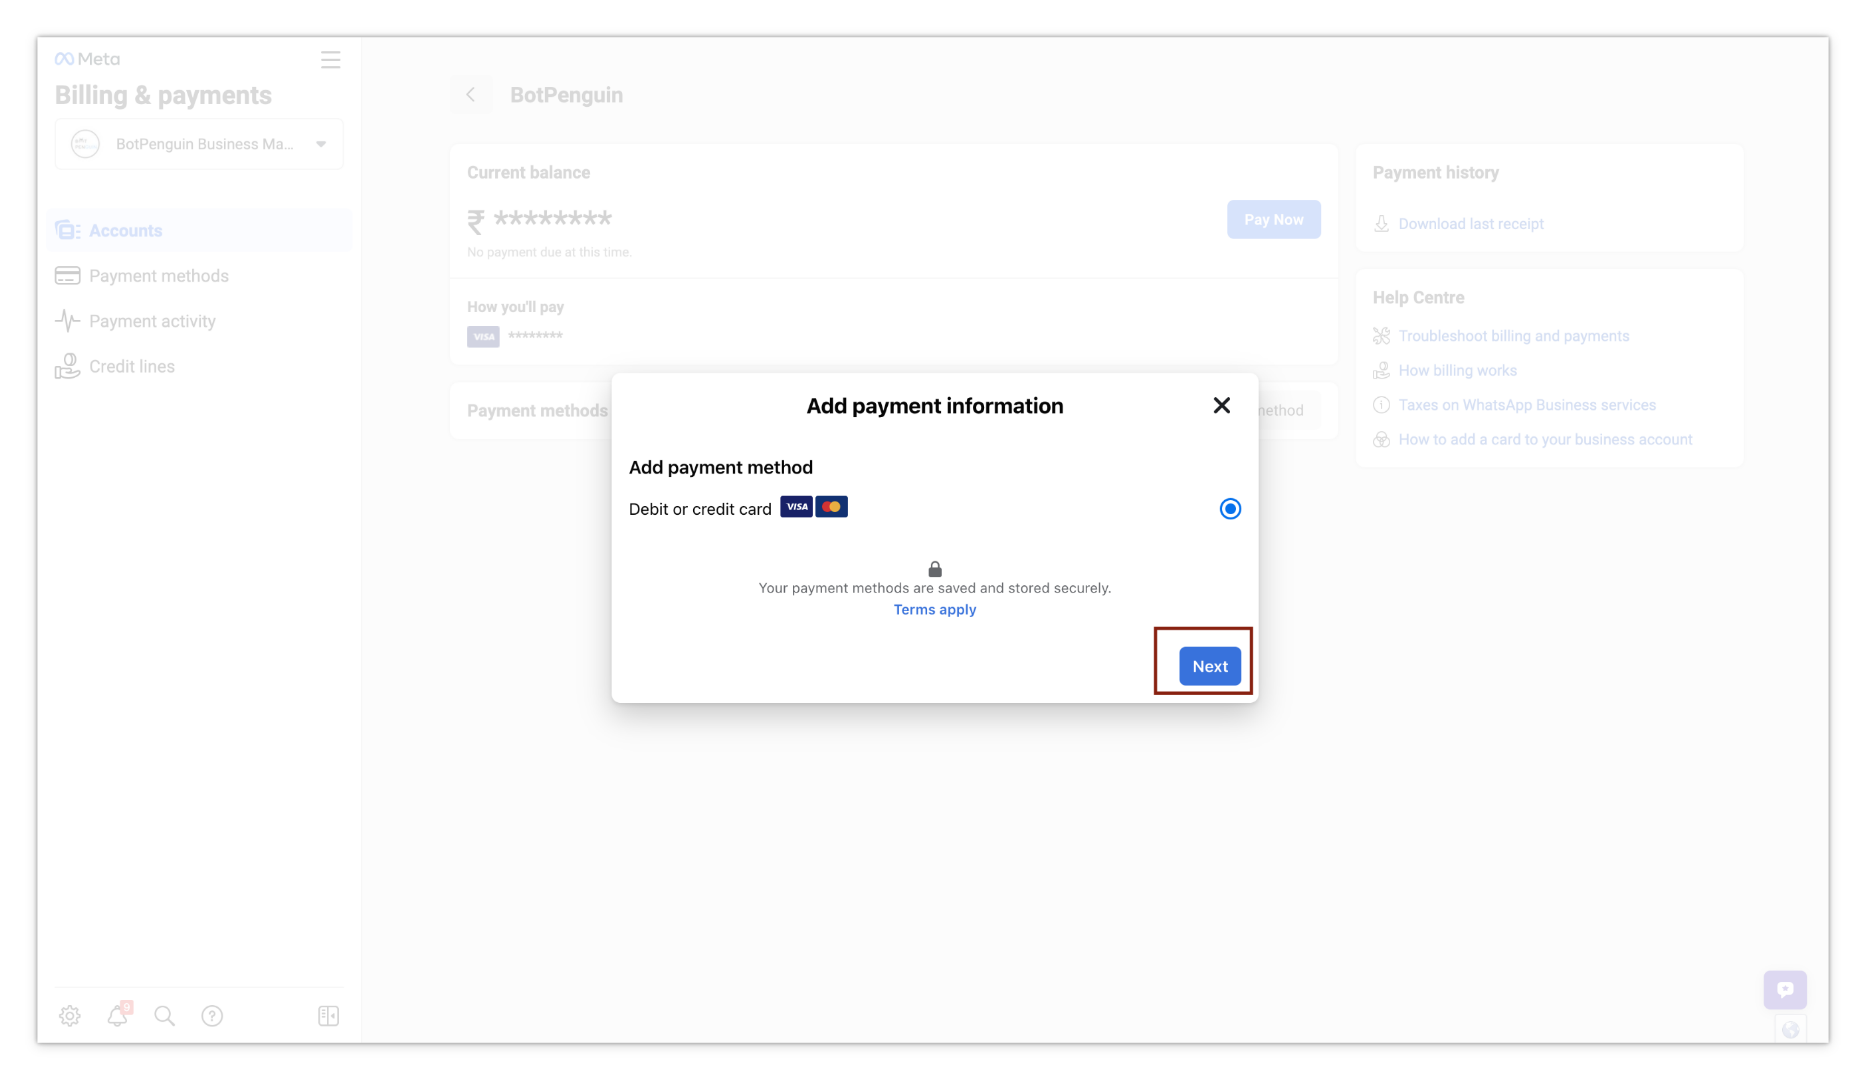 Meta
Billing & payments
BotPenguin Business Ma...
Accounts
Payment methods
Payment activity
Credit lines
BotPenguin
Current balance
₹ ********
Pay Now
No payment due at this time.
How you'll pay
VISA ********
Payment methods
method
Payment history
Download last receipt
Help Centre
Troubleshoot billing and payments
How billing works
Taxes on WhatsApp Business services
How to add a card to your business account
Add payment information
Add payment method
Debit or credit card VISA
Your payment methods are saved and stored securely.
Terms apply
Next